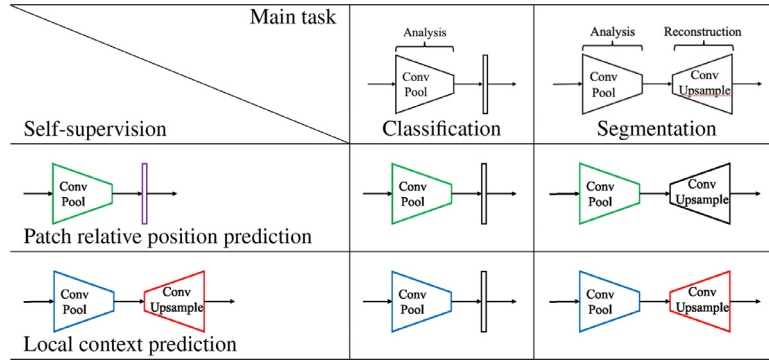 Main task
Self-supervision
Analysis
Conv
Pool
Classification
Analysis
Reconstruction
Conv
Pool
Conv
Upsample
Segmentation
Conv
Pool
Patch relative position prediction
Conv
Pool
Conv
Pool
Conv
Upsample
Conv
Pool
Conv
Upsample
Local context prediction
Conv
Pool
Conv
Pool
Conv
Upsample